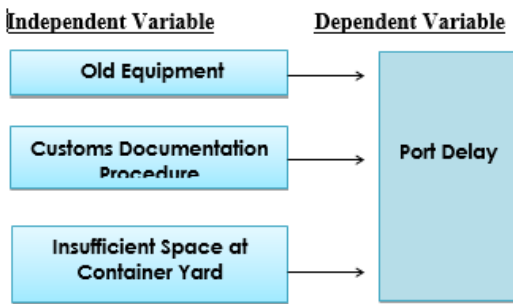 Independent Variable
Dependent Variable
Old Equipment
Customs Documentation
Procedure
Port Delay
Insufficient Space at
Container Yard